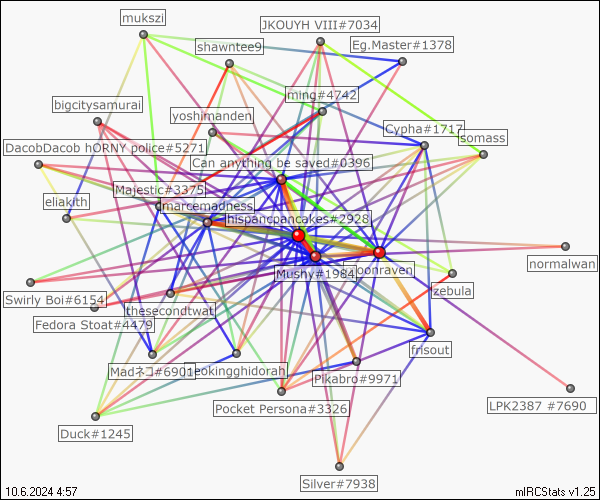 mukszi
JKOUYH VIII#7034
shawntee9
Eg.Master#1378
ming#4742
bigcitysamurai
yoshimanden
Cypha#1717
somass
DacobDacob hORNY police#5271
Can anything be saved#0396
Majestic#3375
eliakith
marcemadness
hispancpancakes#2928
normalwan
Mushy#1984
oonraven
zebula
Swirly Boi#6154
thesecondtwat
Fedora Stoat#4479
frisout
Madネコ#6901
eokingghidorah
Pikabro#9971
LPK2387 #7690
Pocket Persona#3326
Duck#1245
Silver#7938
10.6.2024 4:57
mIRCStats v1.25